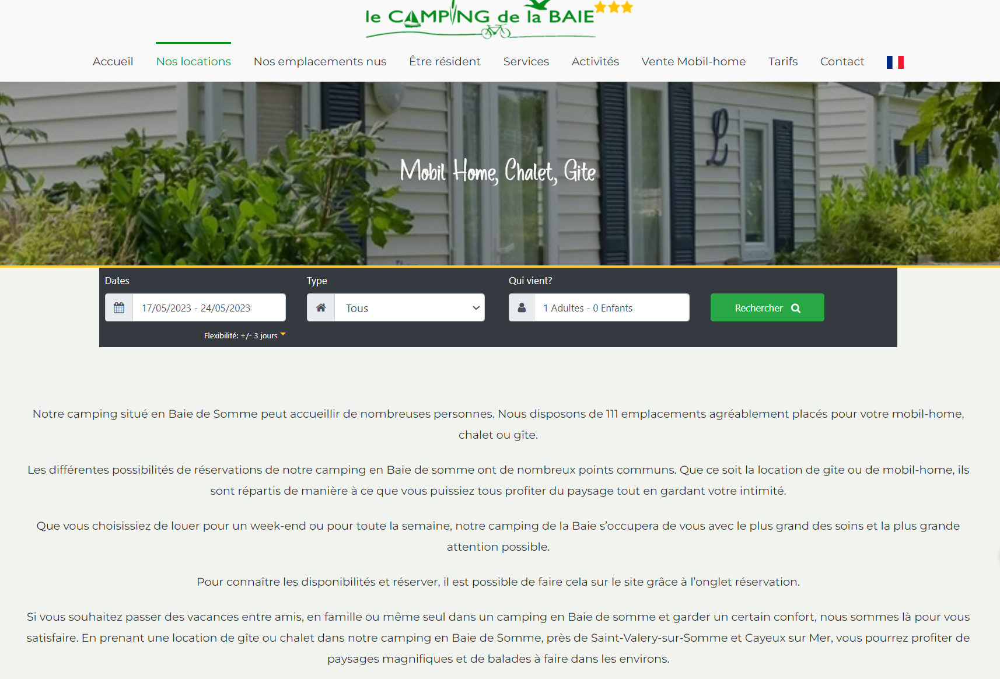 le CAMPING de la BAIE
Accueil Nos locations Nos emplacements nus Être résident Services Activités Vente Mobil-home Tarifs Contact
L
Mobil Home, Chalet, Gite
Dates Type Qui vient?
17/05/2023 - 24/05/2023 Tous 1 Adultes - 0 Enfants Rechercher
Flexibilité: +/- 3 jours
Notre camping situé en Baie de Somme peut accueillir de nombreuses personnes. Nous disposons de 111 emplacements agréablement placés pour votre mobil-home,
chalet ou gîte.
Les différentes possibilités de réservations de notre camping en Baie de somme ont de nombreux points communs. Que ce soit la location de gîte ou de mobil-home, ils
sont répartis de manière à ce que vous puissiez tous profiter du paysage tout en gardant votre intimité.
Que vous choisissiez de louer pour un week-end ou pour toute la semaine, notre camping de la Baie s’occupera de vous avec le plus grand des soins et la plus grande
attention possible.
Pour connaître les disponibilités et réserver, il est possible de faire cela sur le site grâce à l’onglet réservation.
Si vous souhaitez passer des vacances entre amis, en famille ou même seul dans un camping en Baie de somme et garder un certain confort, nous sommes là pour vous
satisfaire. En prenant une location de gîte ou chalet dans notre camping en Baie de Somme, près de Saint-Valery-sur-Somme et Cayeux sur Mer, vous pourrez profiter de
paysages magnifiques et de balades à faire dans les environs.